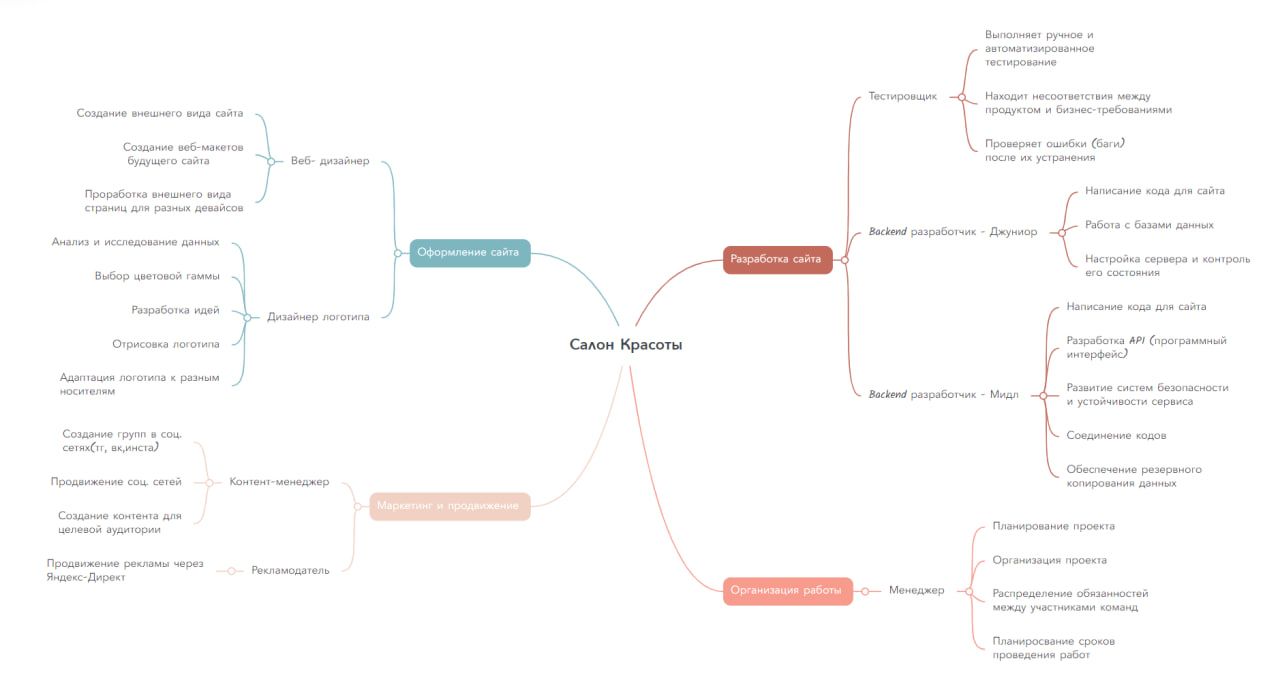 Салон Красоты
Оформление сайта
Веб- дизайнер
Создание внешнего вида сайта
Создание веб-макетов
будущего сайта
Проработка внешнего вида
страниц для разных девайсов
Дизайнер логотипа
Анализ и исследование данных
Выбор цветовой гаммы
Разработка идей
Отрисовка логотипа
Адаптация логотипа к разным
носителям
Маркетинг и продвижение
Контент-менеджер
Создание групп в соц.
сетях(тг, вк,инста)
Продвижение соц. сетей
Создание контента для
целевой аудитории
Рекламодатель
Продвижение рекламы через
Яндекс-Директ
Разработка сайта
Тестировщик
Выполняет ручное и
автоматизированное
тестирование
Находит несоответствия между
продуктом и бизнес-требованиями
Проверяет ошибки (баги)
после их устранения
Backend разработчик - Джуниор
Написание кода для сайта
Работа с базами данных
Настройка сервера и контроль
его состояния
Backend разработчик - Мидл
Написание кода для сайта
Разработка API (программный
интерфейс)
Развитие систем безопасности
и устойчивости сервиса
Соединение кодов
Обеспечение резервного
копирования данных
Организация работы
Менеджер
Планирование проекта
Организация проекта
Распределение обязанностей
между участниками команд
Планиросвание сроков
проведения работ